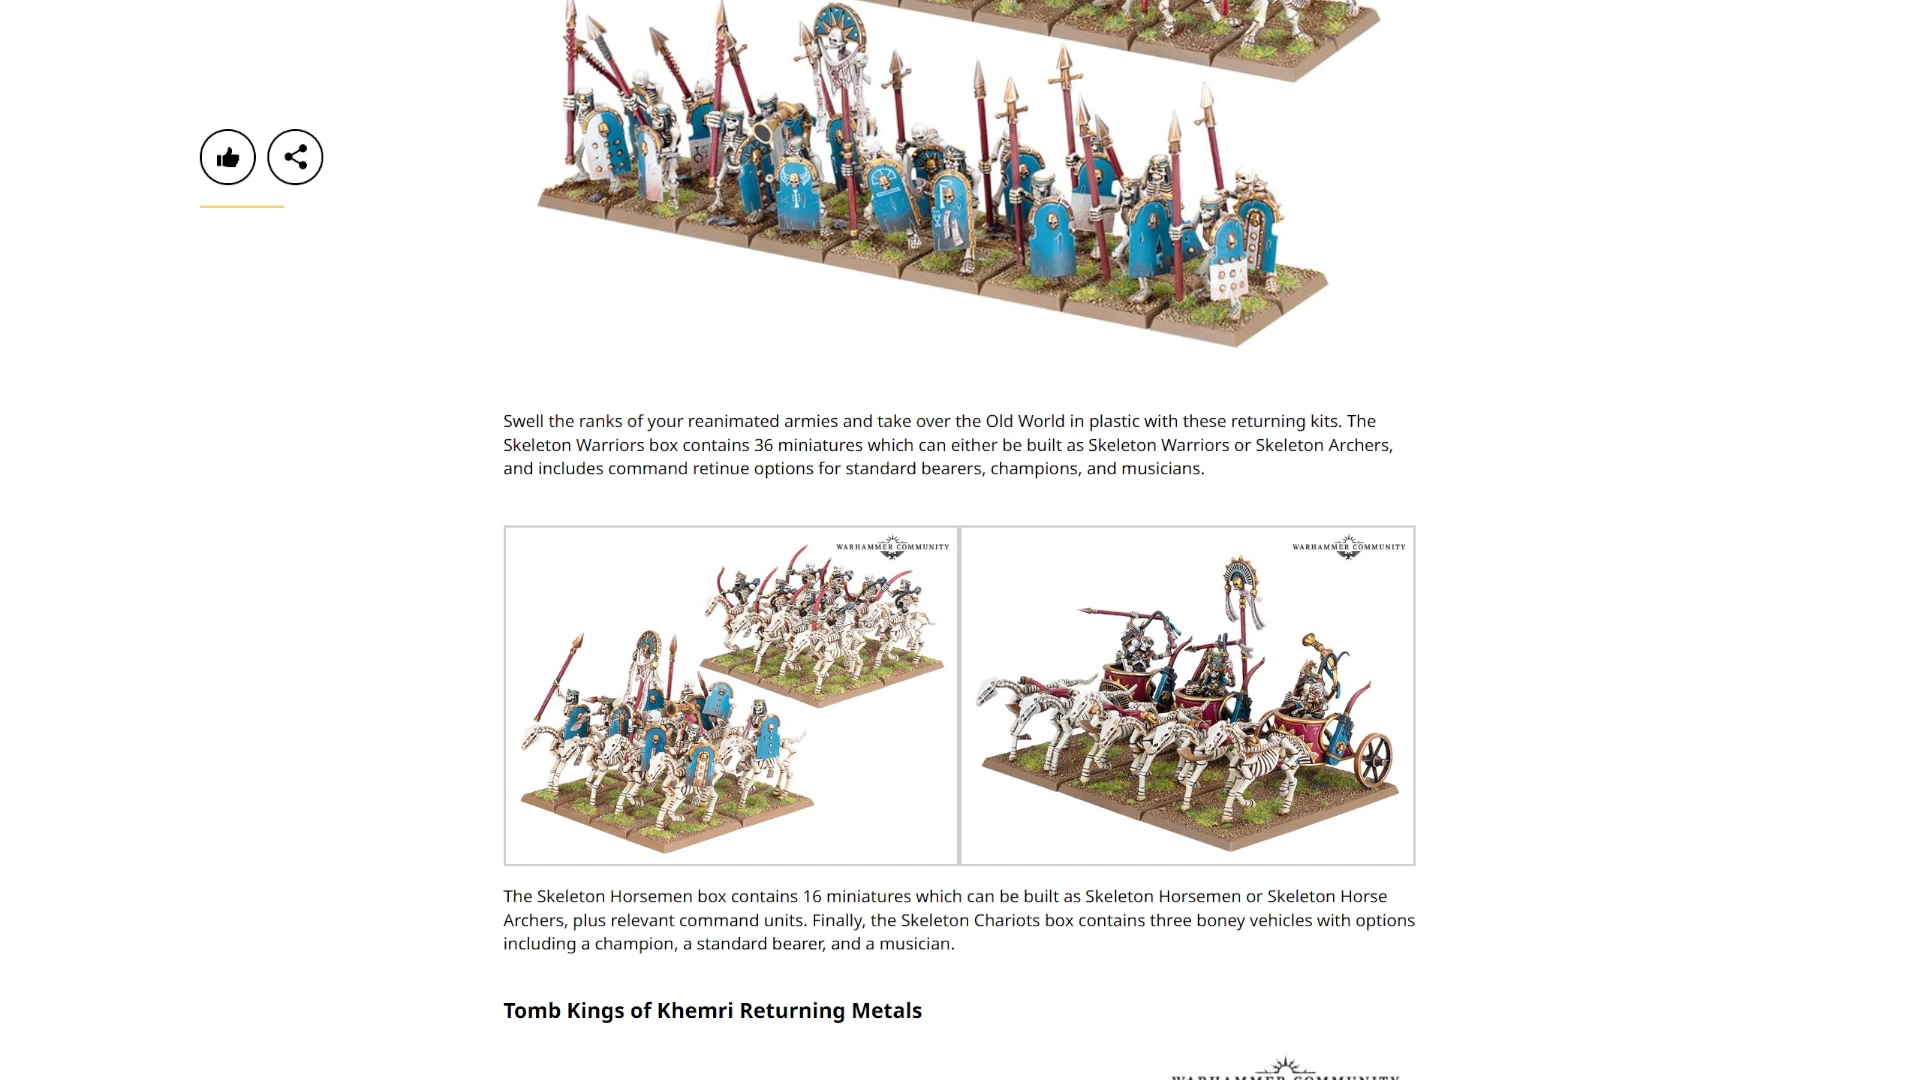 Swell the ranks of your reanimated armies and take over the Old World in plastic with these returning kits. The
Skeleton Warriors box contains 36 miniatures which can either be built as Skeleton Warriors or Skeleton Archers,
and includes command retinue options for standard bearers, champions, and musicians.
WARHAMMER COMMUNITY
WARHAMMER COMMUNITY
The Skeleton Horsemen box contains 16 miniatures which can be built as Skeleton Horsemen or Skeleton Horse
Archers, plus relevant command units. Finally, the Skeleton Chariots box contains three boney vehicles with options
including a champion, a standard bearer, and a musician.
Tomb Kings of Khemri Returning Metals
WARHAMMER COMMUNITY